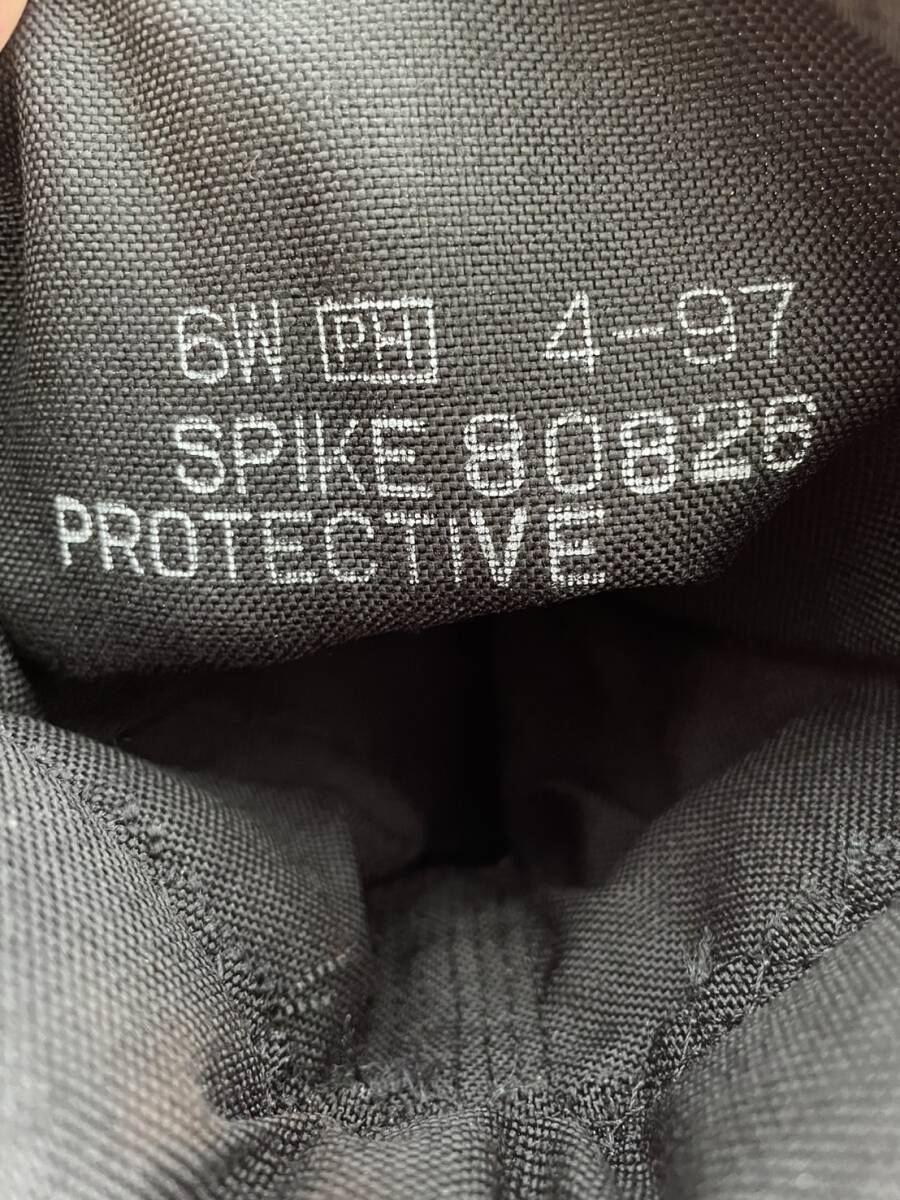 6W PH 4-97
SPIKE 80826
PROTECTIVE